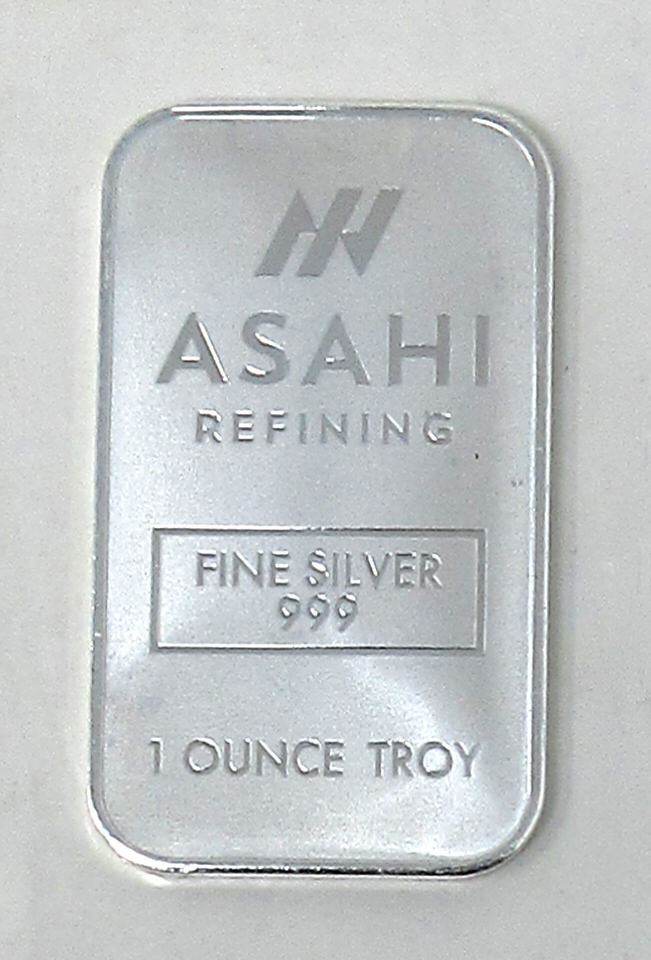 ASAHI
REFINING
FINE SILVER
999
1 OUNCE TROY